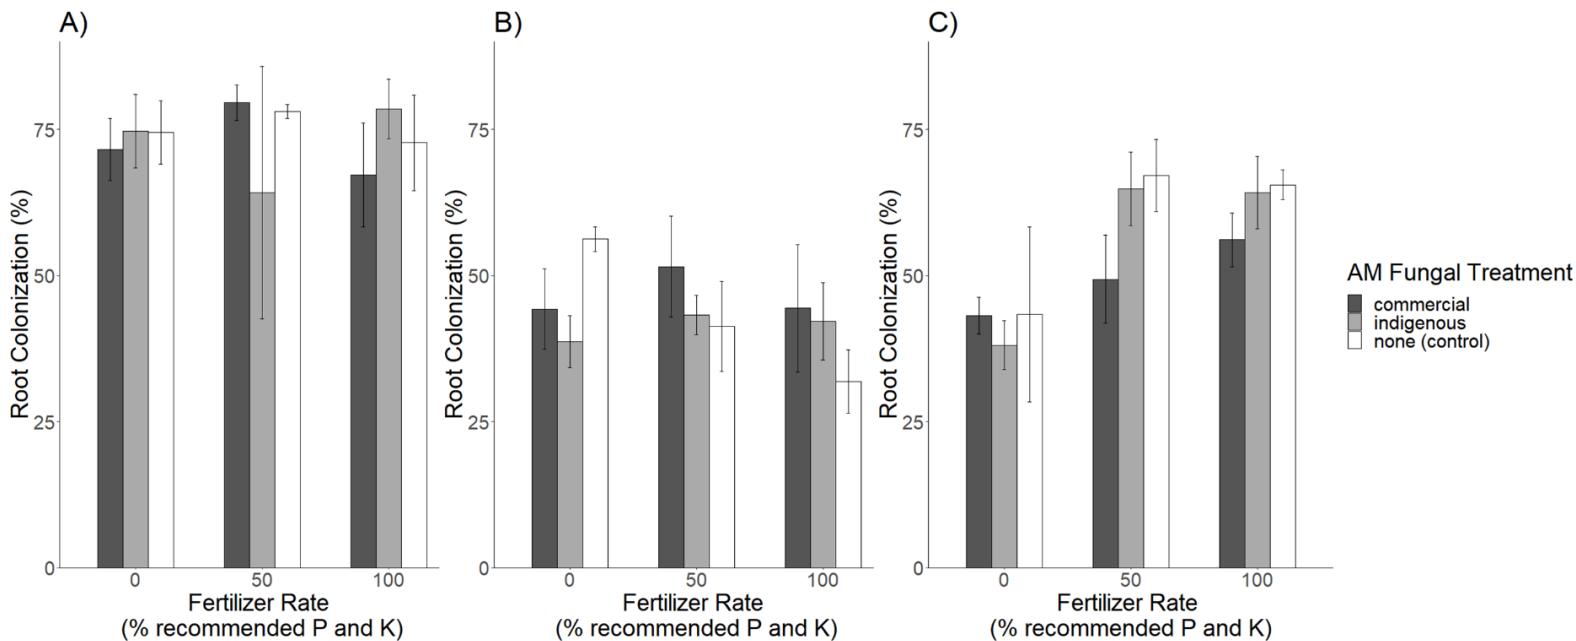 A)
Root Colonization (%)
75
50
25
0
0 50 100
Fertilizer Rate
(% recommended P and K)
B)
Root Colonization (%)
75
50
25
0
0 50 100
Fertilizer Rate
(% recommended P and K)
C)
Root Colonization (%)
75
50
25
0
0 50 100
Fertilizer Rate
(% recommended P and K)
AM Fungal Treatment
commercial
indigenous
none (control)